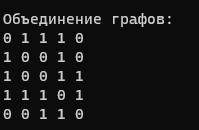 Объединение графов:
0 1 1 1 0
1 0 0 1 0
1 0 0 1 1
1 1 1 0 1
0 0 1 1 0